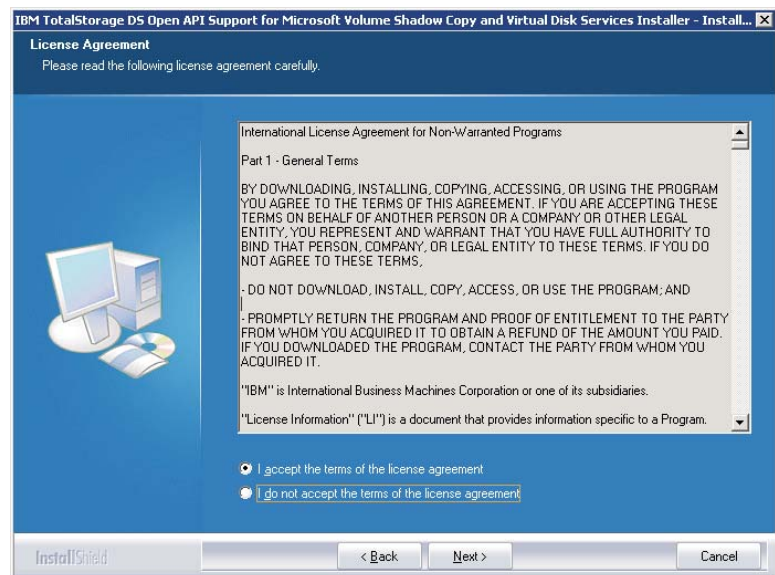 IBM TotalStorage DS Open API Support for Microsoft Volume Shadow Copy and Virtual Disk Services Installer - Install...
License Agreement
Please read the following license agreement carefully.
International License Agreement for Non-Warranted Programs
Part 1 - General Terms
BY DOWNLOADING, INSTALLING, COPYING, ACCESSING, OR USING THE PROGRAM
YOU AGREE TO THE TERMS OF THIS AGREEMENT. IF YOU ARE ACCEPTING THESE
TERMS ON BEHALF OF ANOTHER PERSON OR A COMPANY OR OTHER LEGAL
ENTITY, YOU REPRESENT AND WARRANT THAT YOU HAVE FULL AUTHORITY TO
BIND THAT PERSON, COMPANY, OR LEGAL ENTITY TO THESE TERMS. IF YOU DO
NOT AGREE TO THESE TERMS,
- DO NOT DOWNLOAD, INSTALL, COPY, ACCESS, OR USE THE PROGRAM; AND
- PROMPTLY RETURN THE PROGRAM AND PROOF OF ENTITLEMENT TO THE PARTY
FROM WHOM YOU ACQUIRED IT TO OBTAIN A REFUND OF THE AMOUNT YOU PAID.
IF YOU DOWNLOADED THE PROGRAM, CONTACT THE PARTY FROM WHOM YOU
ACQUIRED IT.
"IBM" is International Business Machines Corporation or one of its subsidiaries.
"License Information" ("LI") is a document that provides information specific to a Program.
I accept the terms of the license agreement
I do not accept the terms of the license agreement
InstallShield
< Back
Next >
Cancel